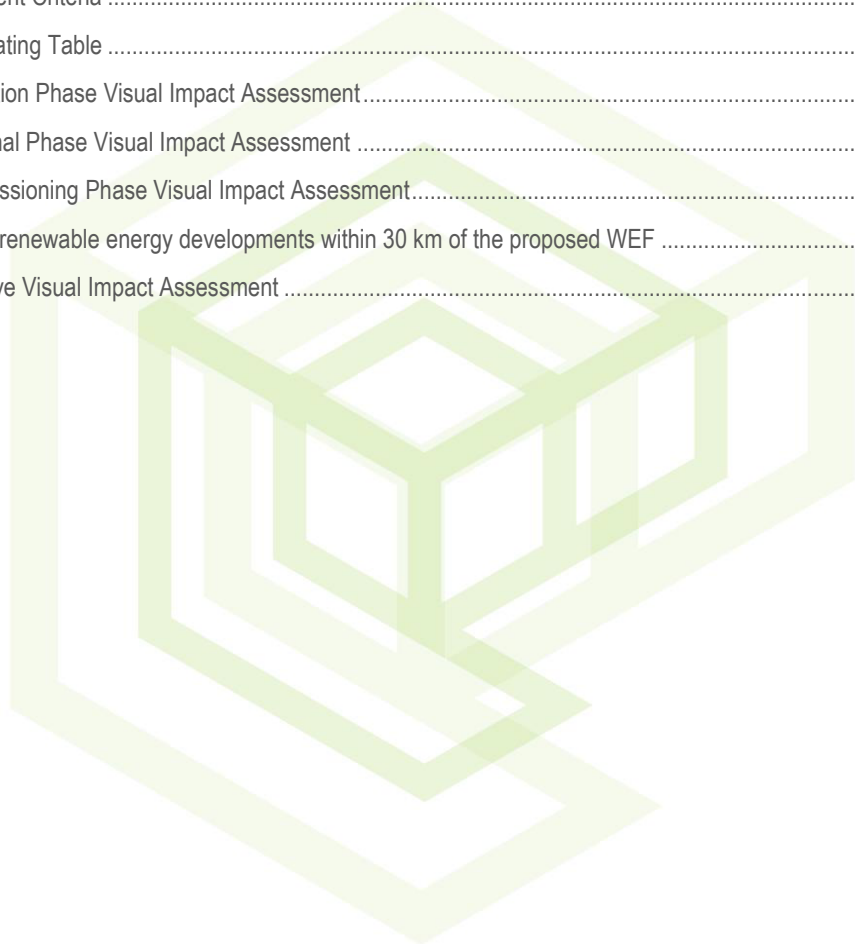 ent Criteria ...............................................................
ating Table ...............................................................
ion Phase Visual Impact Assessment ...............................................................
nal Phase Visual Impact Assessment ...............................................................
ssioning Phase Visual Impact Assessment ...............................................................
renewable energy developments within 30 km of the proposed WEF ...............................................................
ve Visual Impact Assessment ...............................................................